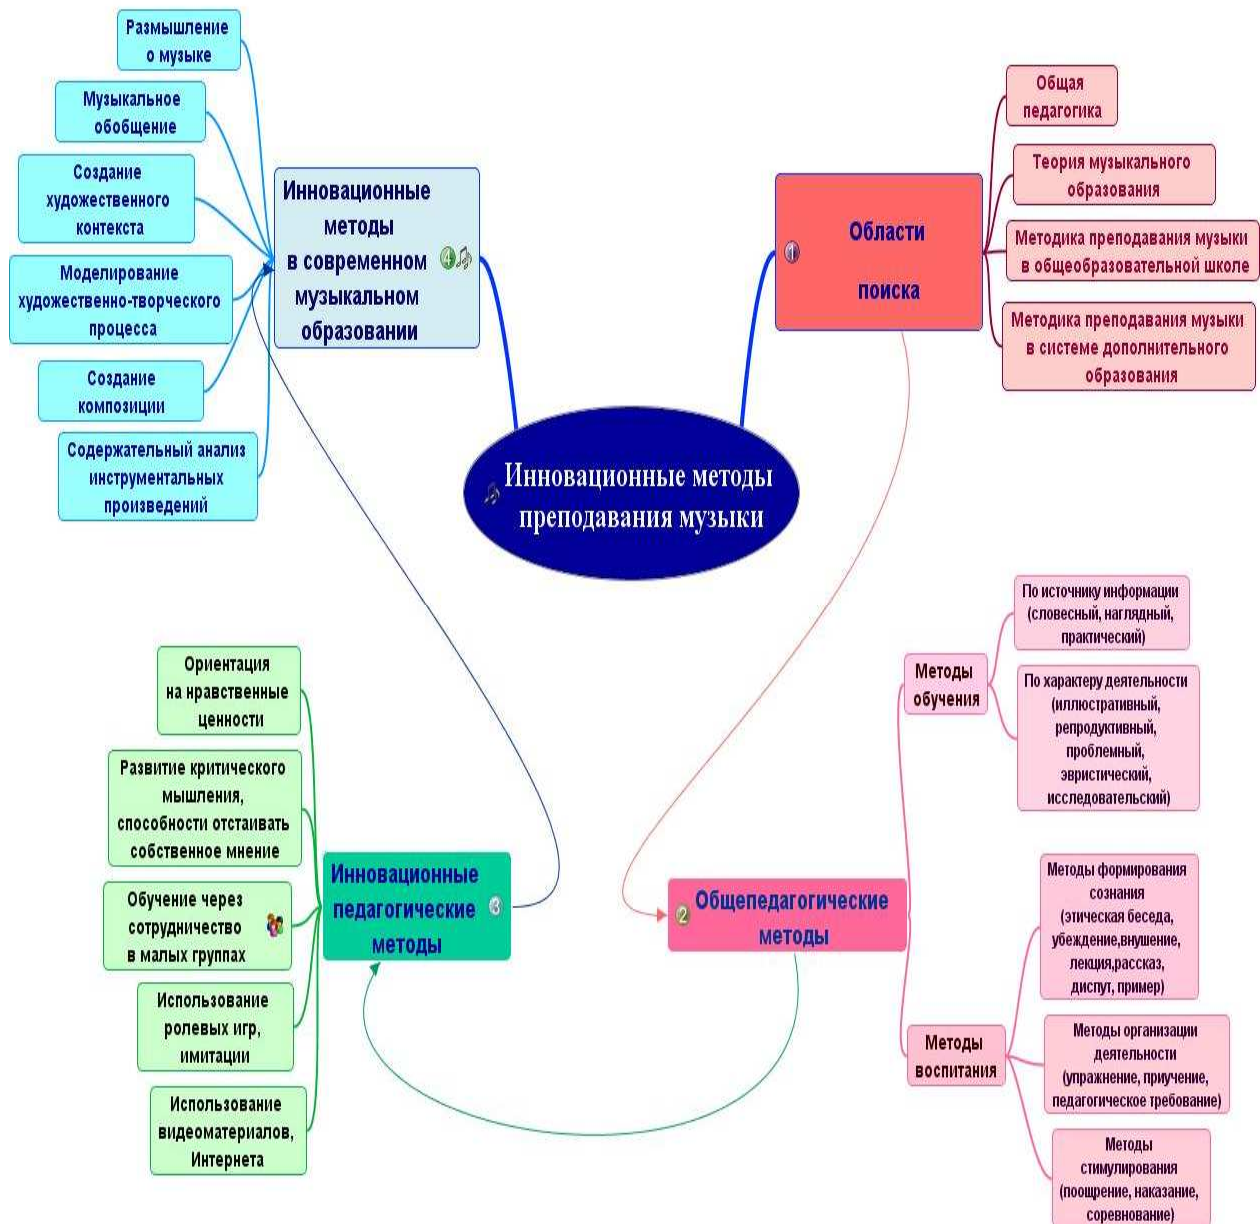 Инновационные методы
преподавания музыки
1
Области
поиска
Общая
педагогика
Теория музыкального
образования
Методика преподавания музыки
в общеобразовательной школе
Методика преподавания музыки
в системе дополнительного
образования
2
Общепедагогические
методы
Методы
обучения
По источнику информации
(словесный, наглядный,
практический)
По характеру деятельности
(иллюстративный,
репродуктивный,
проблемный,
эвристический,
исследовательский)
Методы
воспитания
Методы формирования
сознания
(этическая беседа,
убеждение,внушение,
лекция,рассказ,
диспут, пример)
Методы организации
деятельности
(упражнение, приучение,
педагогическое требование)
Методы
стимулирования
(поощрение, наказание,
соревнование)
Инновационные
педагогические 3
методы
Ориентация
на нравственные
ценности
Развитие критического
мышления,
способности отстаивать
собственное мнение
Обучение через
сотрудничество
в малых группах
Использование
ролевых игр,
имитации
Использование
видеоматериалов,
Интернета
Инновационные
методы
в современном 4
музыкальном
образовании
Размышление
о музыке
Музыкальное
обобщение
Создание
художественного
контекста
Моделирование
художественно-творческого
процесса
Создание
композиции
Содержательный анализ
инструментальных
произведений